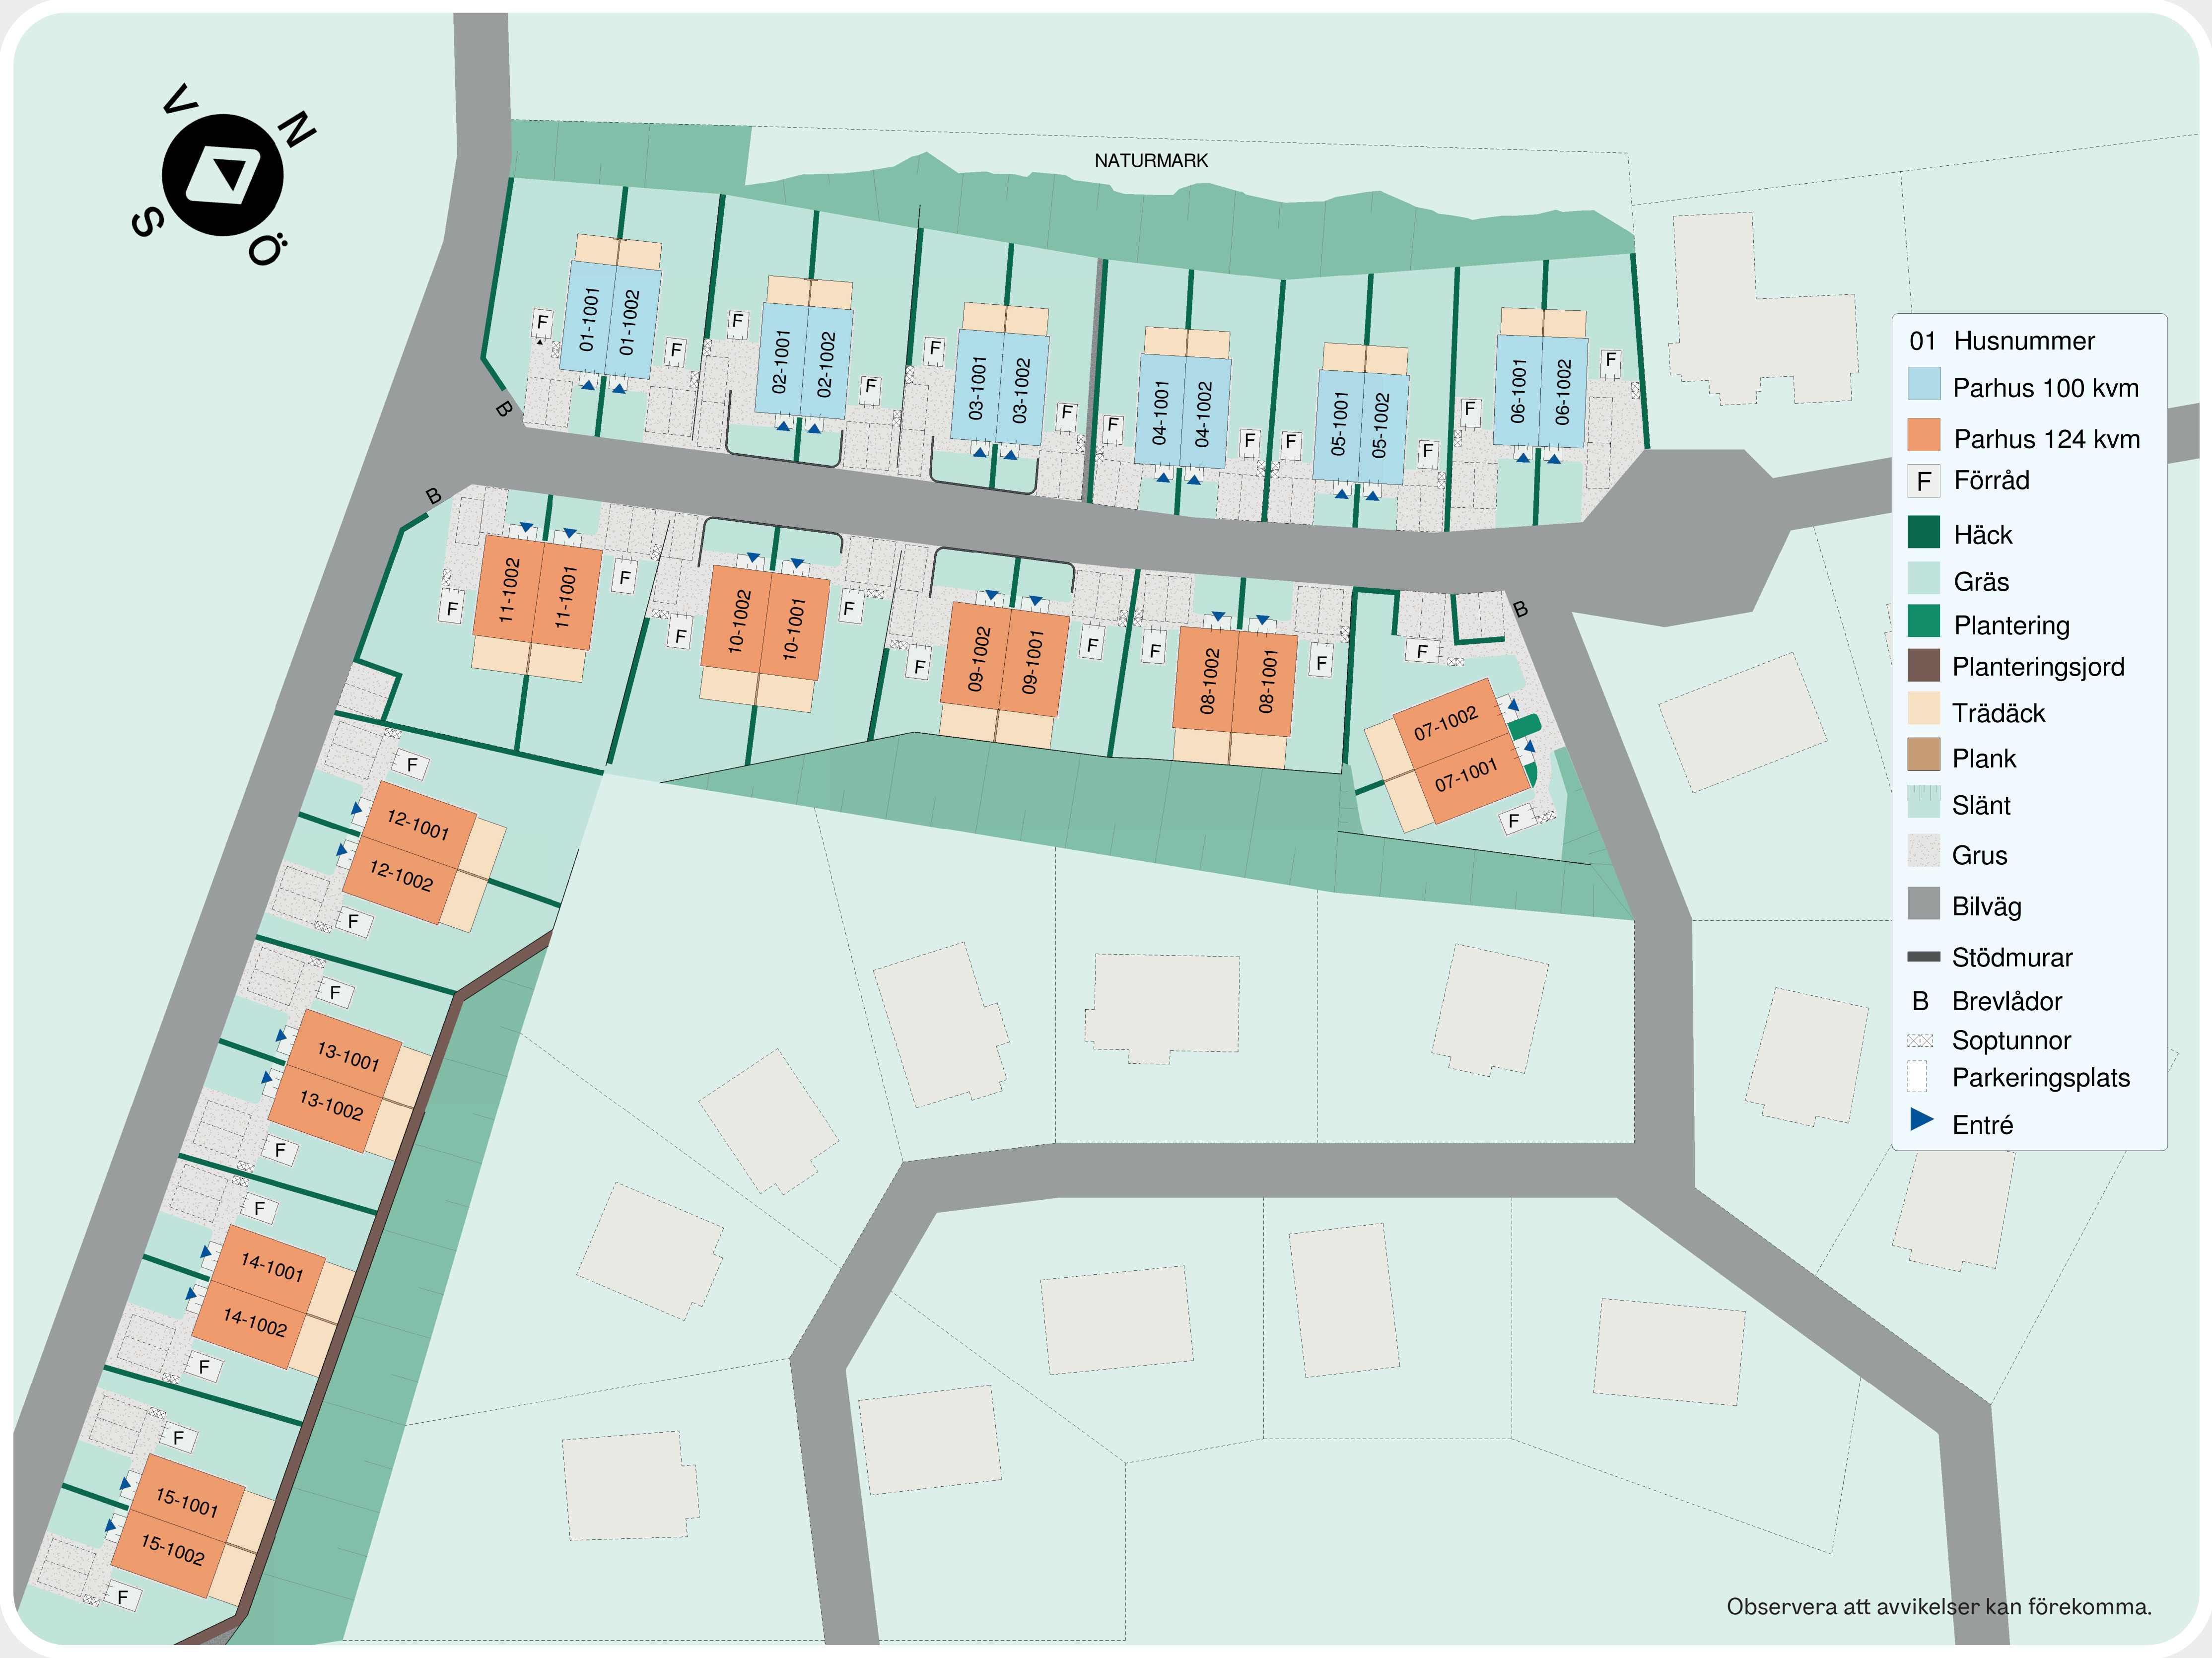 V
N
S
Ö
NATURMARK
F
01-1001
01-1002
F
F
02-1001
02-1002
F
F
03-1001
03-1002
F
F
04-1001
04-1002
F
F
05-1001
05-1002
F
F
06-1001
06-1002
F
B
B
B
F
11-1002
11-1001
F
F
10-1002
10-1001
F
F
09-1002
09-1001
F
F
08-1002
08-1001
F
F
07-1002
07-1001
F
F
12-1001
12-1002
F
F
13-1001
13-1002
F
F
14-1001
14-1002
F
F
15-1001
15-1002
F
01 Husnummer
Parhus 100 kvm
Parhus 124 kvm
F Förråd
Häck
Gräs
Plantering
Planteringsjord
Trädäck
Plank
Slänt
Grus
Bilväg
Stödmurar
B Brevlådor
Soptunnor
Parkeringsplats
Entré
Observera att avvikelser kan förekomma.